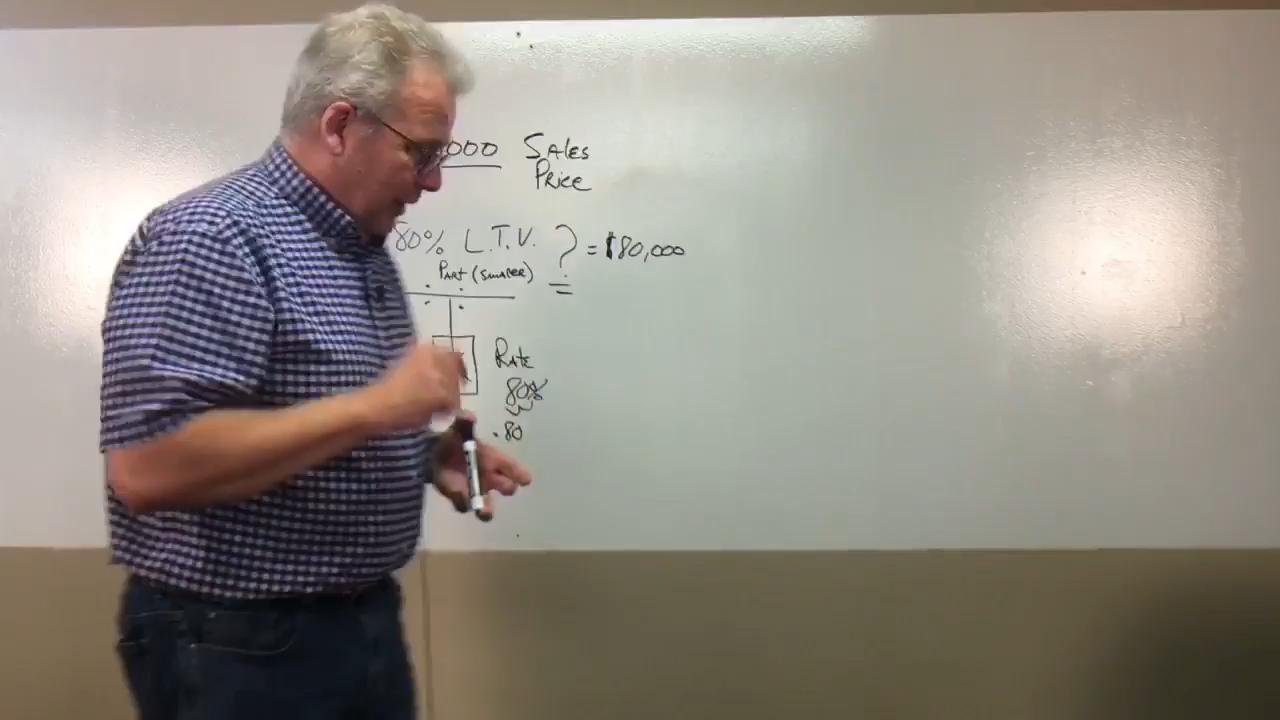 000 Sales
Price
80% L.T.V. ? = $80,000
Part (smaller)
Rate
80%
.80